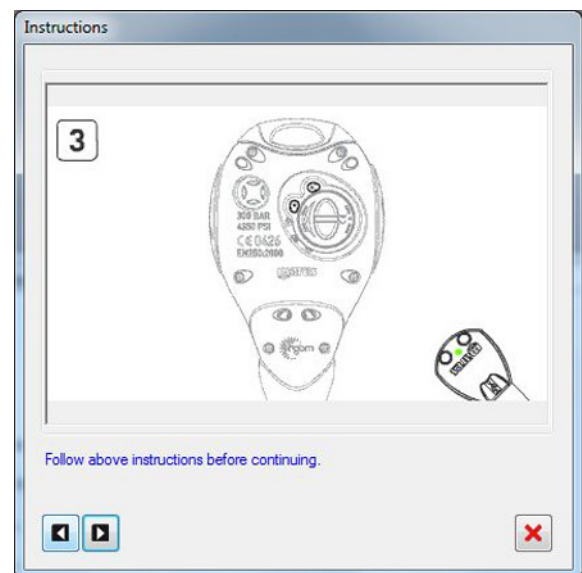 Instructions
3
300 BAR
4350 PSI
CE 0426
EN250:2000
Follow above instructions before continuing.